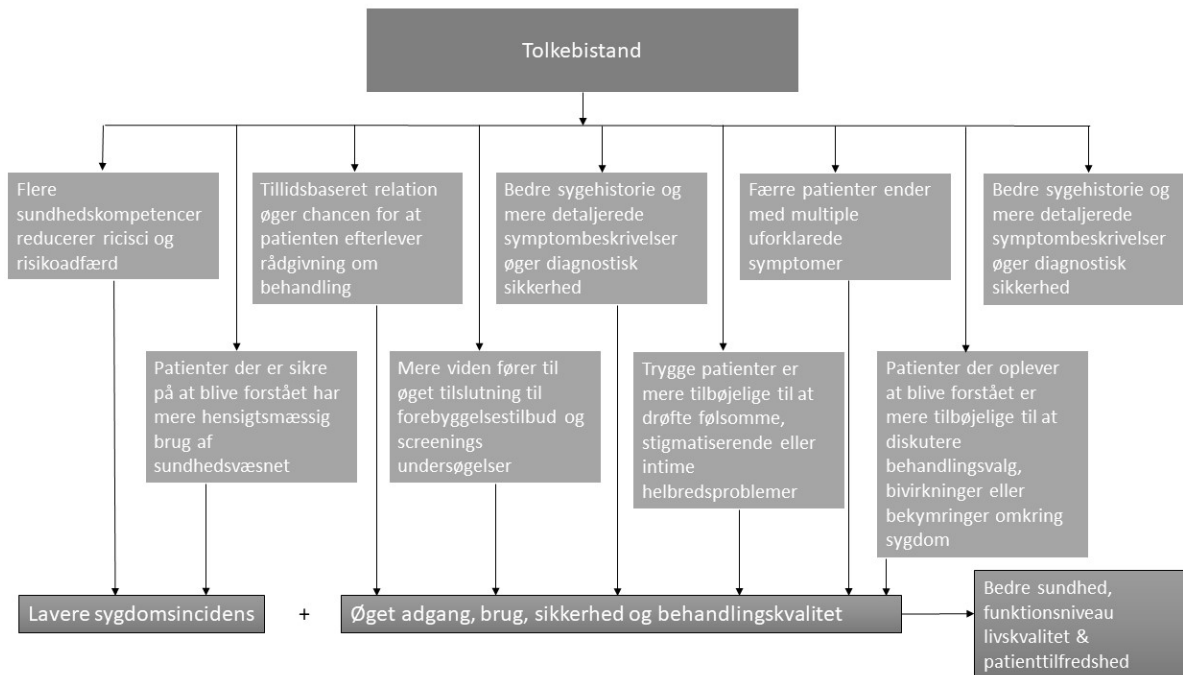 Tolkebistand
Flere
sundhedskompetencer
reducerer ricisci og
risikoadfærd
Tillidsbaseret relation
øger chancen for at
patienten efterlever
rådgivning om
behandling
Bedre sygehistorie og
mere detaljerede
symptombeskrivelser
øger diagnostisk
sikkerhed
Færre patienter ender
med multiple
uforklarede
symptomer
Bedre sygehistorie og
mere detaljerede
symptombeskrivelser
øger diagnostisk
sikkerhed
Patienter der er sikre
på at blive forstået har
mere hensigtsmæssig
brug af
sundhedsvæsnet
Mere viden fører til
øget tilslutning til
forebyggelsestilbud og
screenings
undersøgelser
Trygge patienter er
mere tilbøjelige til at
drøfte følsomme,
stigmatiserende eller
intime
helbredsproblemer
Patienter der oplever
at blive forstået er
mere tilbøjelige til at
diskutere
behandlingsvalg,
bivirkninger eller
bekymringer omkring
sygdom
Lavere sygdomsincidens
+
Øget adgang, brug, sikkerhed og behandlingskvalitet
Bedre sundhed,
funktionsniveau
livskvalitet &
patienttilfredshed